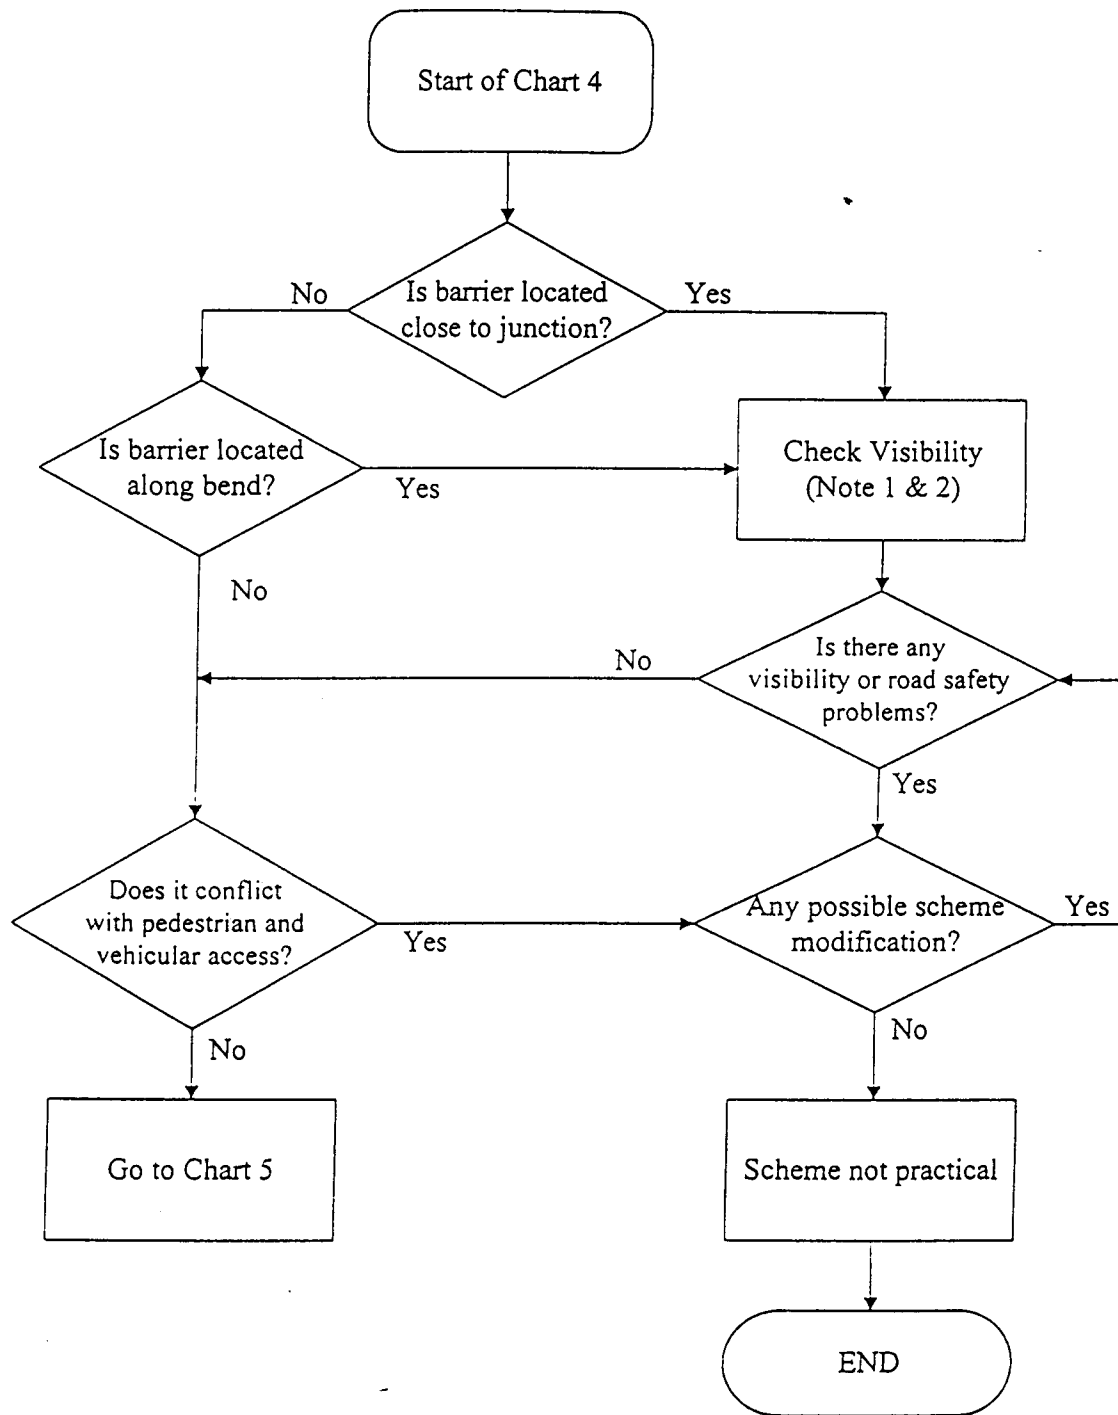 Start of Chart 4
Is barrier located
close to junction?
No
Yes
Is barrier located
along bend?
Yes
No
Check Visibility
(Note 1 & 2)
Is there any
visibility or road safety
problems?
No
Yes
Does it conflict
with pedestrian and
vehicular access?
Yes
No
Any possible scheme
modification?
Yes
No
Go to Chart 5
Scheme not practical
END